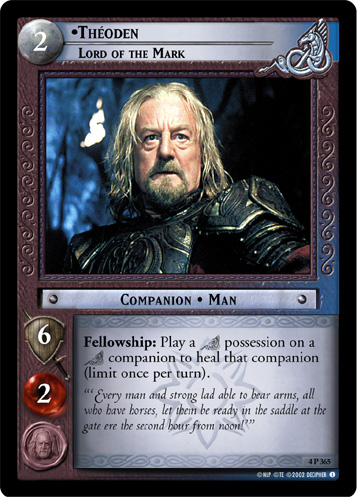 2
•Théoden
Lord of the Mark
Companion • Man
6
2
Fellowship: Play a possession on a
companion to heal that companion
(limit once per turn).
“‘Every man and strong lad able to bear arms, all
who have horses, let them be ready in the saddle at the
gate ere the second hour from noon!’”
4 P 365
©NLP ©TE ©2002 DECIPHER